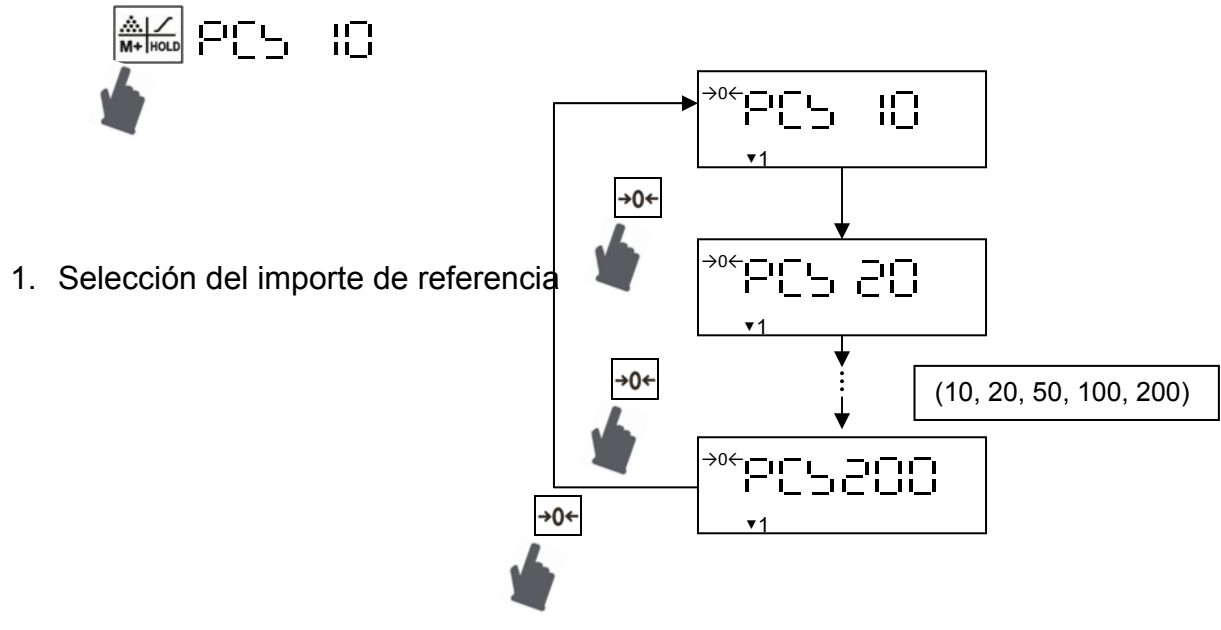 M+ HOLD PCS 10
→0← PCS 10
▼1
→0←
1. Selección del importe de referencia
→0← PCS 20
▼1
→0←
(10, 20, 50, 100, 200)
→0← PCS200
▼1
→0←